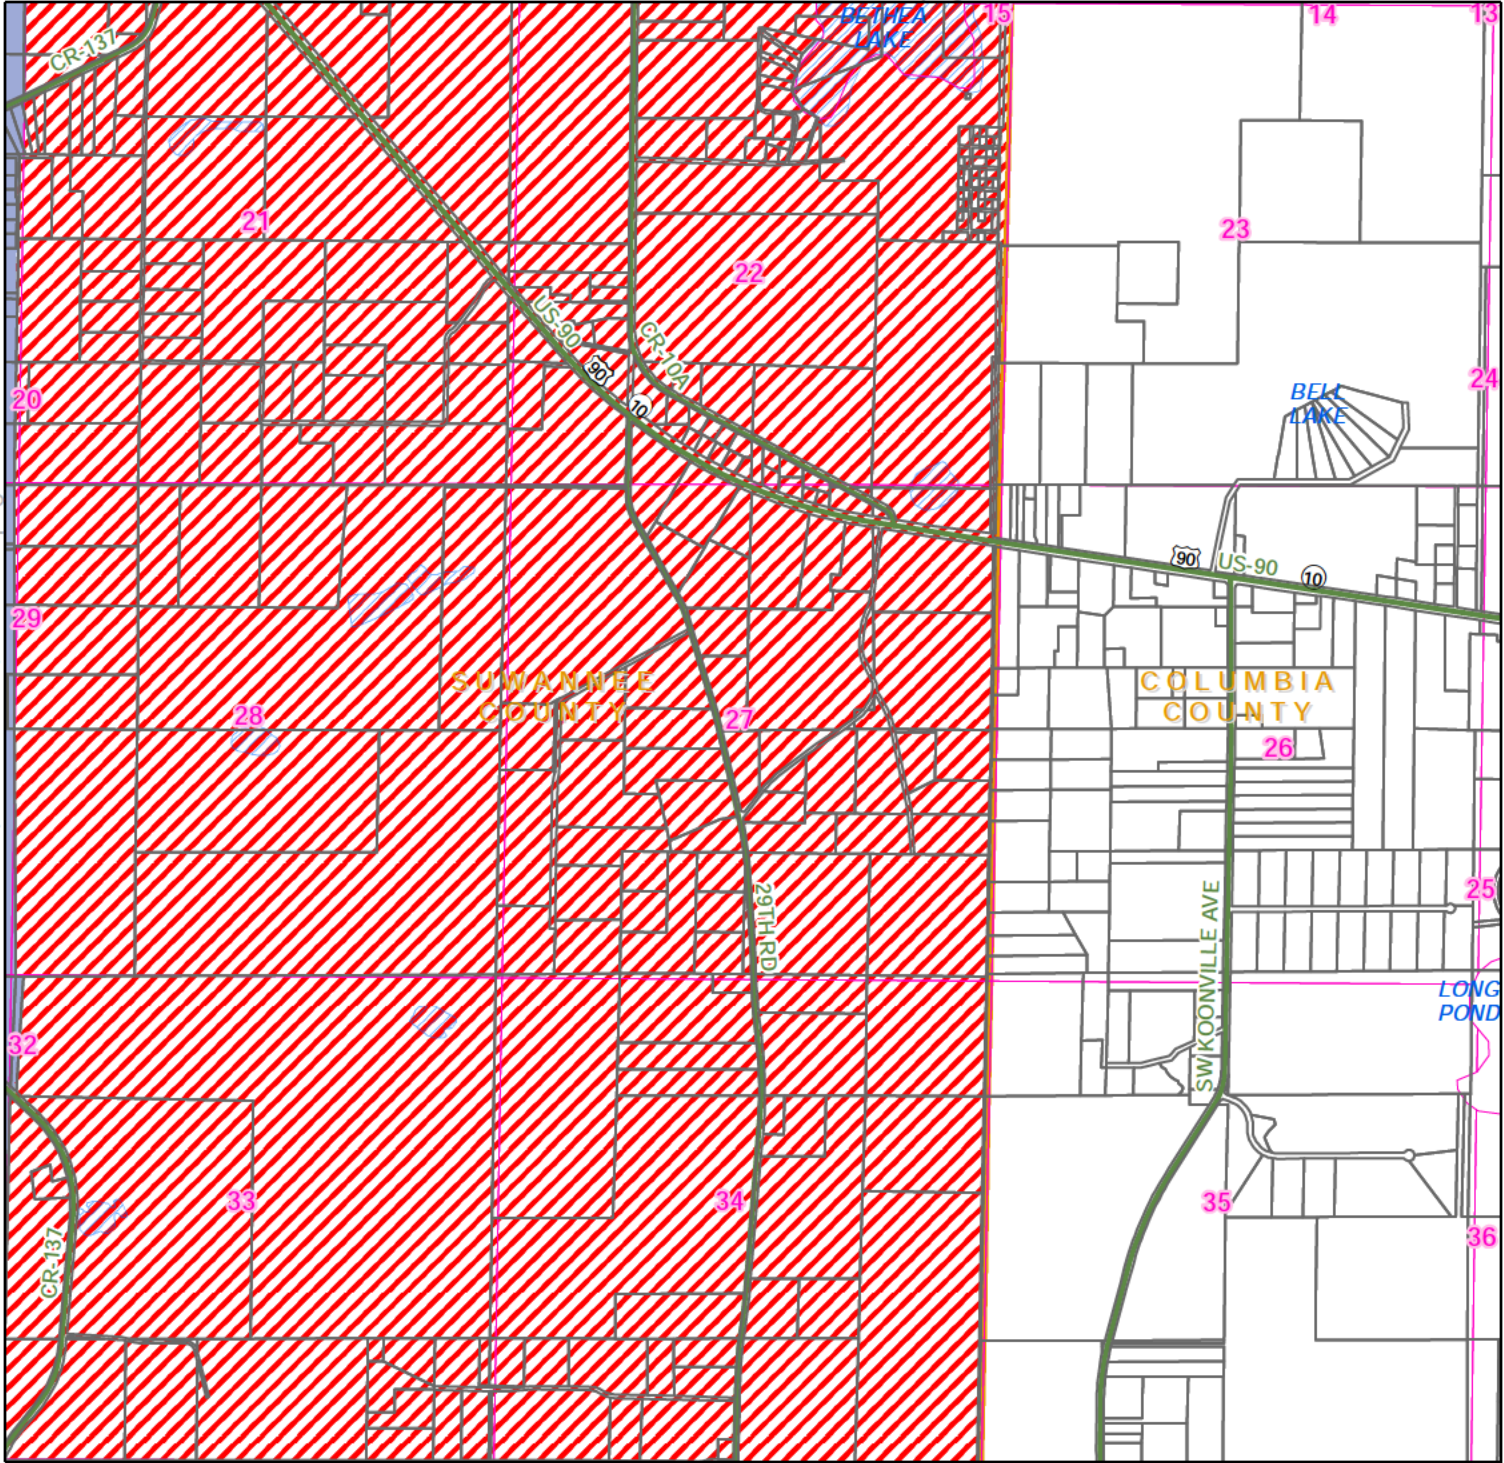 BETHEA
LAKE
15
14
13
CR-137
21
23
22
US-90
CR-10A
90
10
20
24
BELL
LAKE
90
US-90
10
29
SUWANNEE
COUNTY
COLUMBIA
COUNTY
28
27
26
29TH RD
SW KOONVILLE AVE
25
LONG
POND
32
33
34
35
36
CR-137